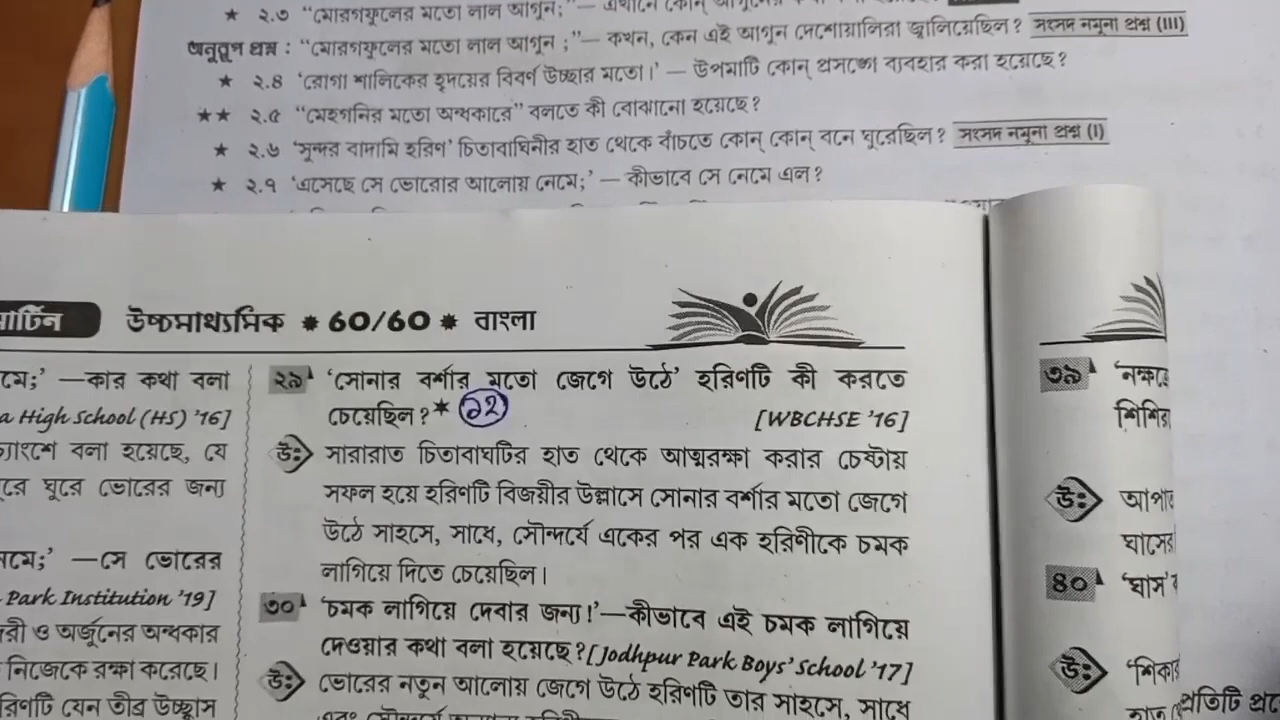 ★ ২.৩ “মোরগফুলের মতো লাল আগুন;”— এখানে কোন্
অনুরূপ প্রশ্ন : “মোরগফুলের মতো লাল আগুন ;”— কখন, কেন এই আগুন দেশোয়ালিরা জ্বালিয়েছিল? সংসদ নমুনা প্রশ্ন (III)
★ ২.৪ ‘রোগা শালিকের হৃদয়ের বিবর্ণ ইচ্ছার মতো।’ — উপমাটি কোন্ প্রসঙ্গে ব্যবহার করা হয়েছে?
★★ ২.৫ “মেহগনির মতো অন্ধকারে” বলতে কী বোঝানো হয়েছে?
★ ২.৬ ‘সুন্দর বাদামি হরিণ’ চিতাবাঘিনীর হাত থেকে বাঁচতে কোন্ কোন্ বনে ঘুরেছিল? সংসদ নমুনা প্রশ্ন (I)
★ ২.৭ ‘এসেছে সে ভোরের আলোয় নেমে;’ — কীভাবে সে নেমে এল?
মার্টিন উচ্চমাধ্যমিক ✱ 60/60 ✱ বাংলা
মে;’ —কার কথা বলা
a High School (HS) ’16]
্যাংশে বলা হয়েছে, যে
রে ঘুরে ভোরের জন্য
মে;’ —সে ভোরের
Park Institution ’19]
রী ও অর্জুনের অন্ধকার
নিজেকে রক্ষা করেছে।
রিণটি যেন তীব্র উচ্ছ্বাস
২৯ ‘সোনার বর্শার মতো জেগে উঠে’ হরিণটি কী করতে
চেয়েছিল?★ ১২ [WBCHSE ’16]
উঃ সারারাত চিতাবাঘটির হাত থেকে আত্মরক্ষা করার চেষ্টায়
সফল হয়ে হরিণটি বিজয়ীর উল্লাসে সোনার বর্শার মতো জেগে
উঠে সাহসে, সাধে, সৌন্দর্যে একের পর এক হরিণীকে চমক
লাগিয়ে দিতে চেয়েছিল।
৩০ ‘চমক লাগিয়ে দেবার জন্য!’—কীভাবে এই চমক লাগিয়ে
দেওয়ার কথা বলা হয়েছে? [Jodhpur Park Boys’ School ’17]
উঃ ভোরের নতুন আলোয় জেগে উঠে হরিণটি তার সাহসে, সাধে
৩৯ ‘নক্ষত্রে
শিশির
উঃ আপাত
ঘাসের
৪০ ‘ঘাস’
উঃ ‘শিকার
প্রতিটি প্রশ্নে